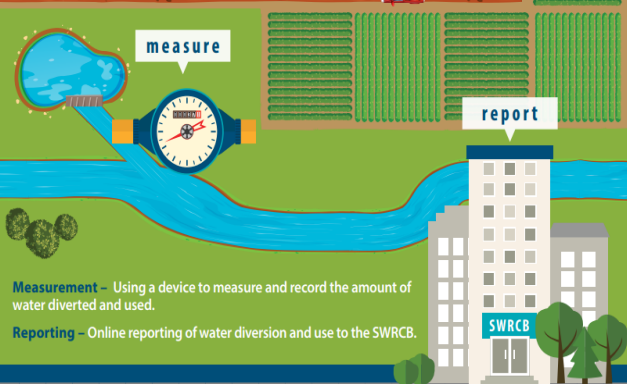 measure
report
Measurement – Using a device to measure and record the amount of
water diverted and used.
Reporting – Online reporting of water diversion and use to the SWRCB.
SWRCB